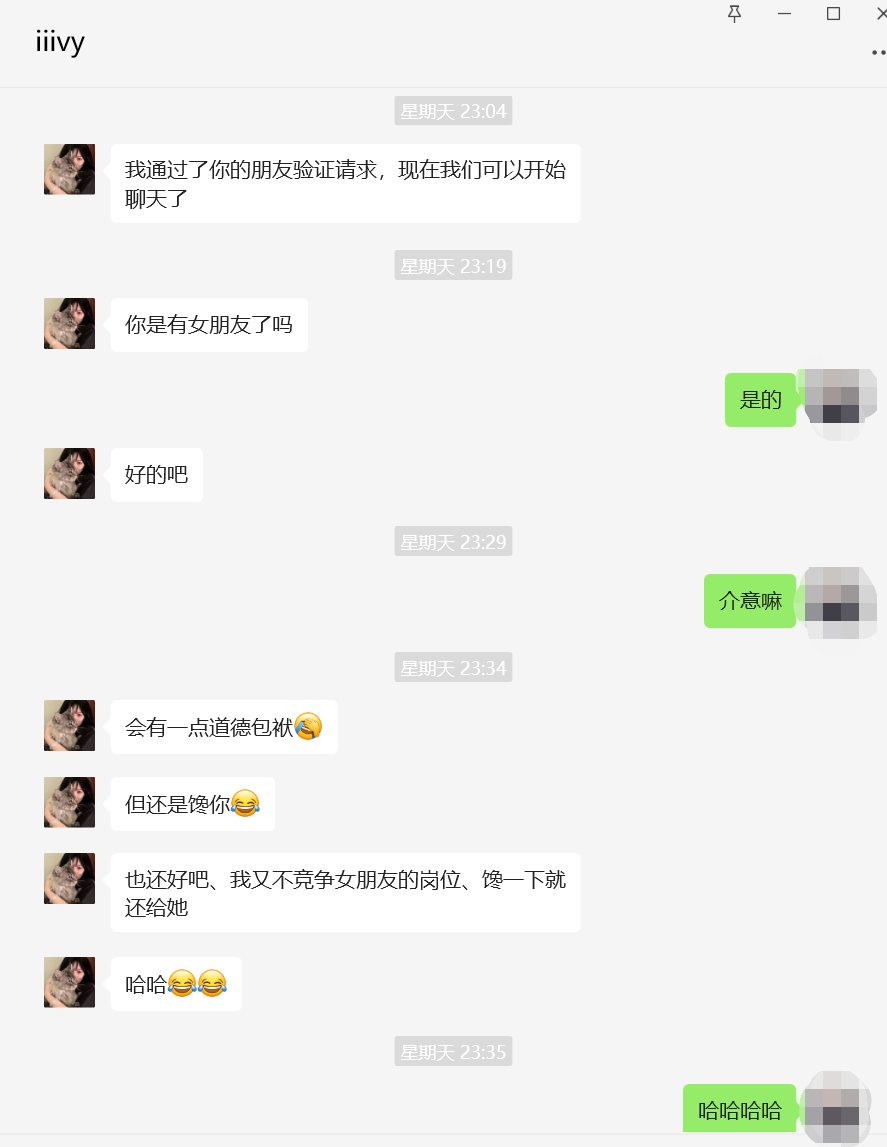 iiivy
星期天 23:04
我通过了你的朋友验证请求，现在我们可以开始
聊天了
星期天 23:19
你是有女朋友了吗
是的
好的吧
星期天 23:29
介意嘛
星期天 23:34
会有一点道德包袱🤣
但还是馋你😂
也还好吧、我又不竞争女朋友的岗位、馋一下就
还给她
哈哈😂😂
星期天 23:35
哈哈哈哈